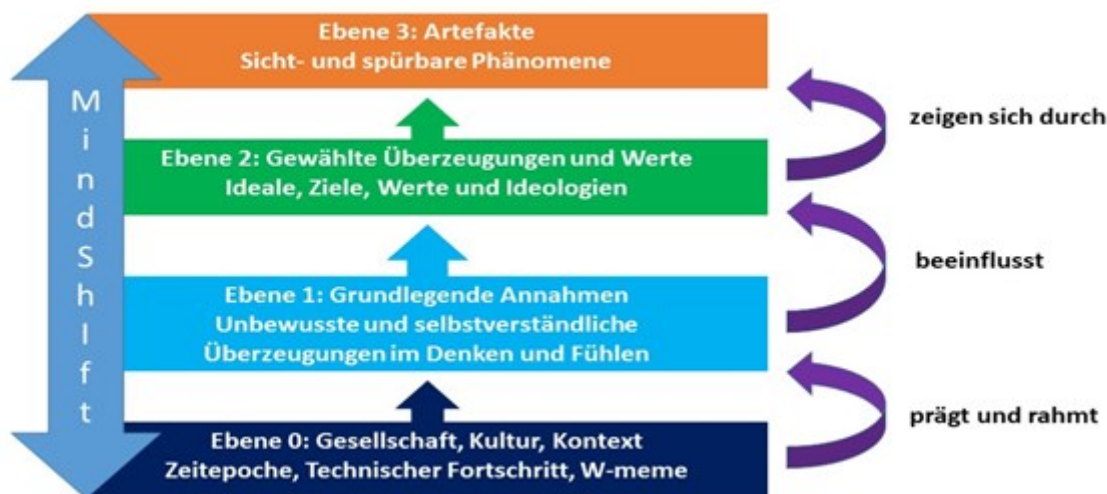 MindShIft
Ebene 3: Artefakte
Sicht- und spürbare Phänomene
zeigen sich durch
Ebene 2: Gewählte Überzeugungen und Werte
Ideale, Ziele, Werte und Ideologien
beeinflusst
Ebene 1: Grundlegende Annahmen
Unbewusste und selbstverständliche
Überzeugungen im Denken und Fühlen
prägt und rahmt
Ebene 0: Gesellschaft, Kultur, Kontext
Zeitepoche, Technischer Fortschritt, W-meme